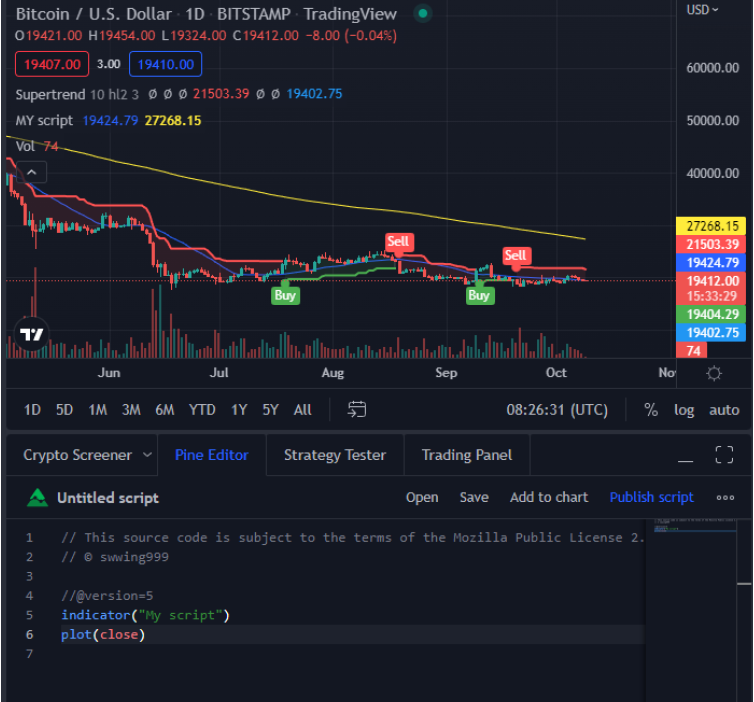 Bitcoin / U.S. Dollar · 1D · BITSTAMP · TradingView
O19421.00 H19454.00 L19324.00 C19412.00 −8.00 (−0.04%)
19407.00 3.00 19410.00
Supertrend 10 hl2 3 Ø Ø Ø 21503.39 Ø Ø 19402.75
MY script 19424.79 27268.15
Vol 74
USD
60000.00
50000.00
40000.00
27268.15
21503.39
19424.79
19412.00
15:33:29
19404.29
19402.75
74
Sell
Sell
Buy
Buy
Jun Jul Aug Sep Oct
1D 5D 1M 3M 6M YTD 1Y 5Y All 08:26:31 (UTC) % log auto
Crypto Screener Pine Editor Strategy Tester Trading Panel
Untitled script Open Save Add to chart Publish script
1 // This source code is subject to the terms of the Mozilla Public License 2.
2 // © swwing999
3
4 //@version=5
5 indicator("My script")
6 plot(close)
7